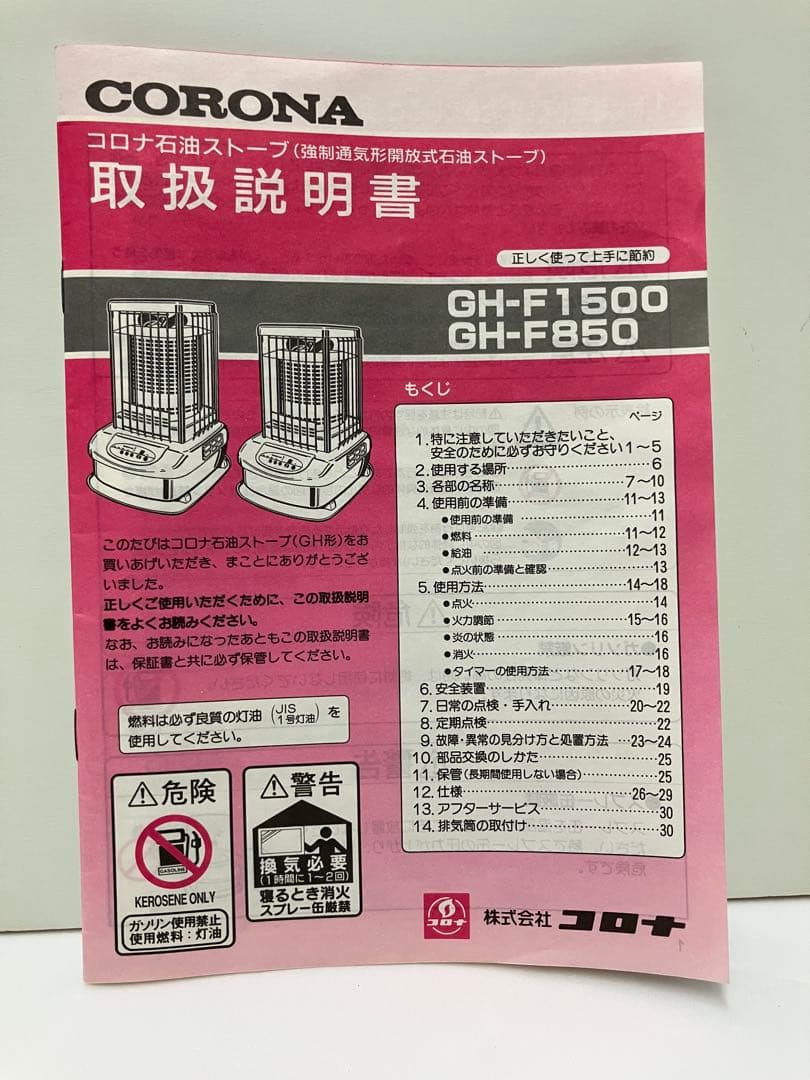 CORONA
コロナ石油ストーブ(強制通気形開放式石油ストーブ)
取扱説明書
正しく使って上手に節約
GH-F1500
GH-F850
このたびはコロナ石油ストーブ(GH形)をお
買いあげいただき、まことにありがとうござ
いました。
正しくご使用いただくために、この取扱説明
書をよくお読みください。
なお、お読みになったあともこの取扱説明書
は、保証書と共に必ず保管してください。
燃料は必ず良質の灯油(JIS 1号灯油)を
使用してください。
危険
GASOLINE
KEROSENE ONLY
ガソリン使用禁止
使用燃料:灯油
警告
換気必要
(1時間に1〜2回)
寝るとき消火
スプレー缶厳禁
もくじ
ページ
1.特に注意していただきたいこと、
安全のために必ずお守りください 1〜5
2.使用する場所 6
3.各部の名称 7〜10
4.使用前の準備 11〜13
●使用前の準備 11
●燃料 11〜12
●給油 12〜13
●点火前の準備と確認 13
5.使用方法 14〜18
●点火 14
●火力調節 15〜16
●炎の状態 16
●消火 16
●タイマーの使用方法 17〜18
6.安全装置 19
7.日常の点検・手入れ 20〜22
8.定期点検 22
9.故障・異常の見分け方と処置方法 23〜24
10.部品交換のしかた 25
11.保管(長期間使用しない場合) 25
12.仕様 26〜29
13.アフターサービス 30
14.排気筒の取付け 30
コロナ
株式会社 コロナ